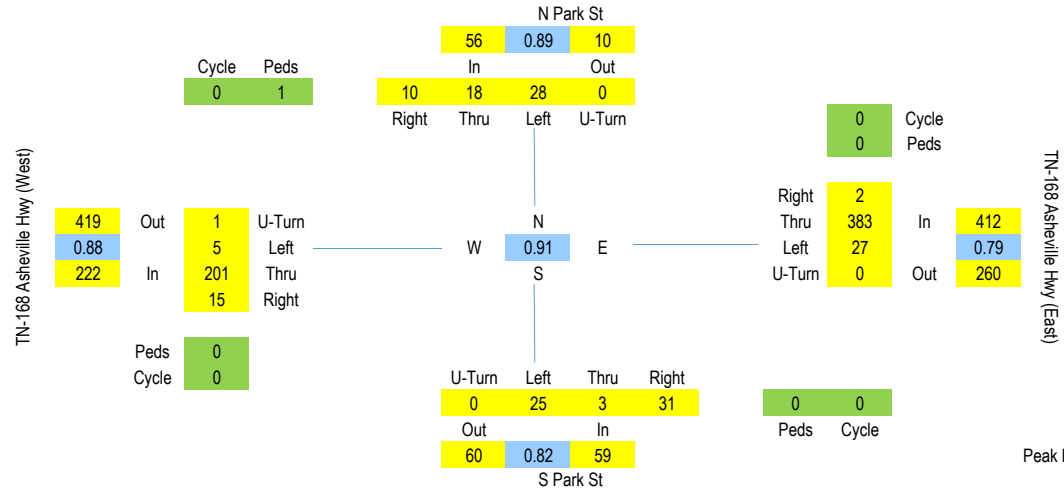 N Park St
56 0.89 10
Cycle Peds In Out
0 1 10 18 28 0
Right Thru Left U-Turn
0 Cycle
0 Peds
TN-168 Asheville Hwy (West)
TN-168 Asheville Hwy (East)
Right 2
419 Out 1 U-Turn N Thru 383 In 412
0.88 5 Left W 0.91 E Left 27 0.79
222 In 201 Thru S U-Turn 0 Out 260
15 Right
Peds 0
Cycle 0
U-Turn Left Thru Right
0 25 3 31 0 0
Out In Peds Cycle
60 0.82 59
S Park St
Peak